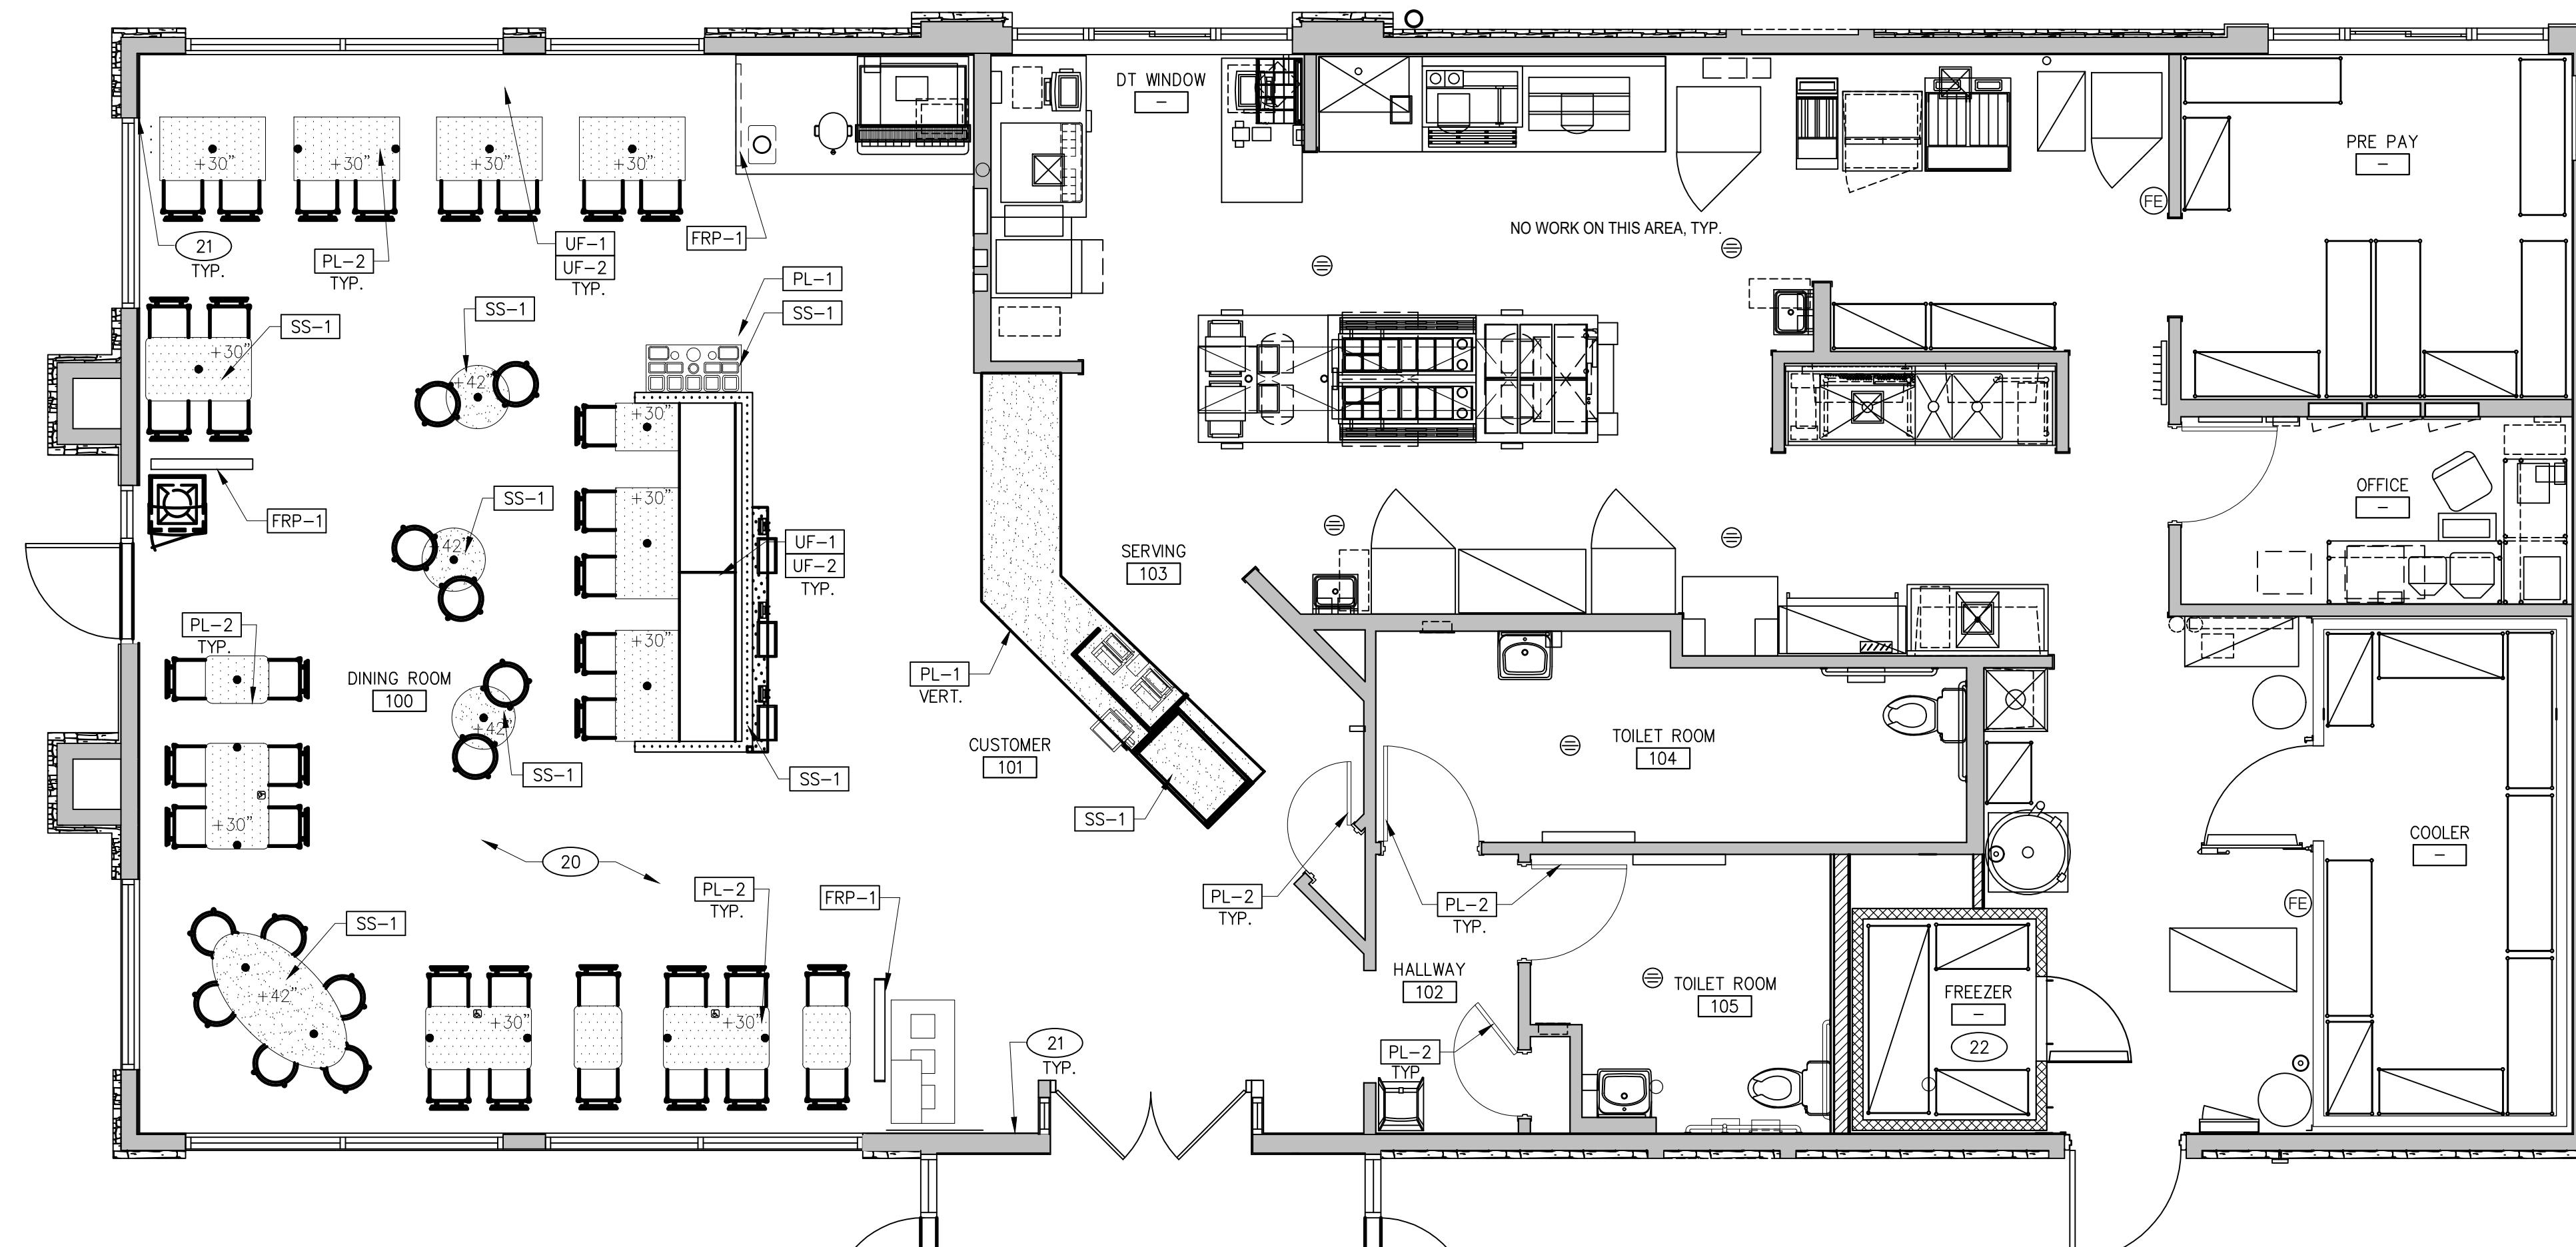 DT WINDOW
-
PRE PAY
-
+30"
+30"
+30"
+30"
FE
21
TYP.
PL-2
TYP.
UF-1
UF-2
TYP.
FRP-1
NO WORK ON THIS AREA, TYP.
PL-1
SS-1
SS-1
SS-1
+30"
+42"
+30"
SS-1
+30"
FRP-1
+42"
UF-1
UF-2
TYP.
OFFICE
-
SERVING
103
PL-2
TYP.
+30"
DINING ROOM
100
PL-1
VERT.
+42"
SS-1
SS-1
CUSTOMER
101
TOILET ROOM
104
SS-1
+30"
COOLER
-
20
PL-2
TYP.
FRP-1
PL-2
TYP.
PL-2
TYP.
FE
SS-1
+42"
HALLWAY
102
TOILET ROOM
105
FREEZER
-
22
+30"
+30"
21
TYP.
PL-2
TYP